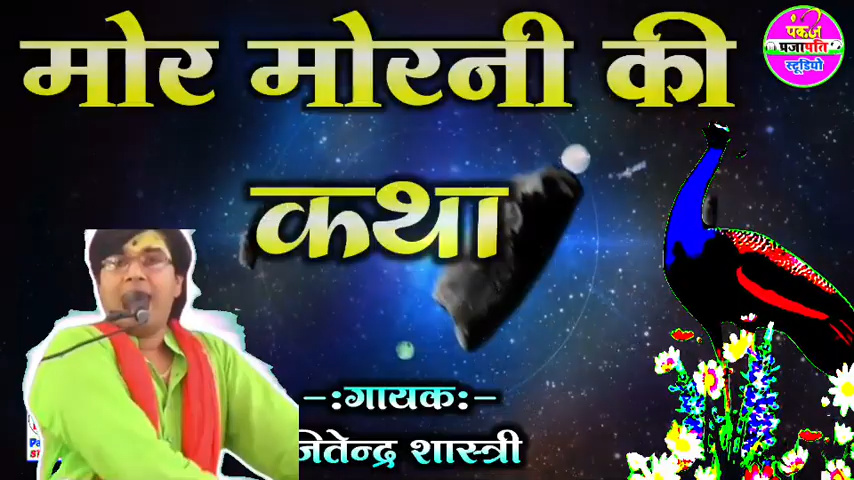 मोर मोरनी की
कथा
पंकज
प्रजापति
स्टूडियो
-:गायक:-
जितेन्द्र शास्त्री